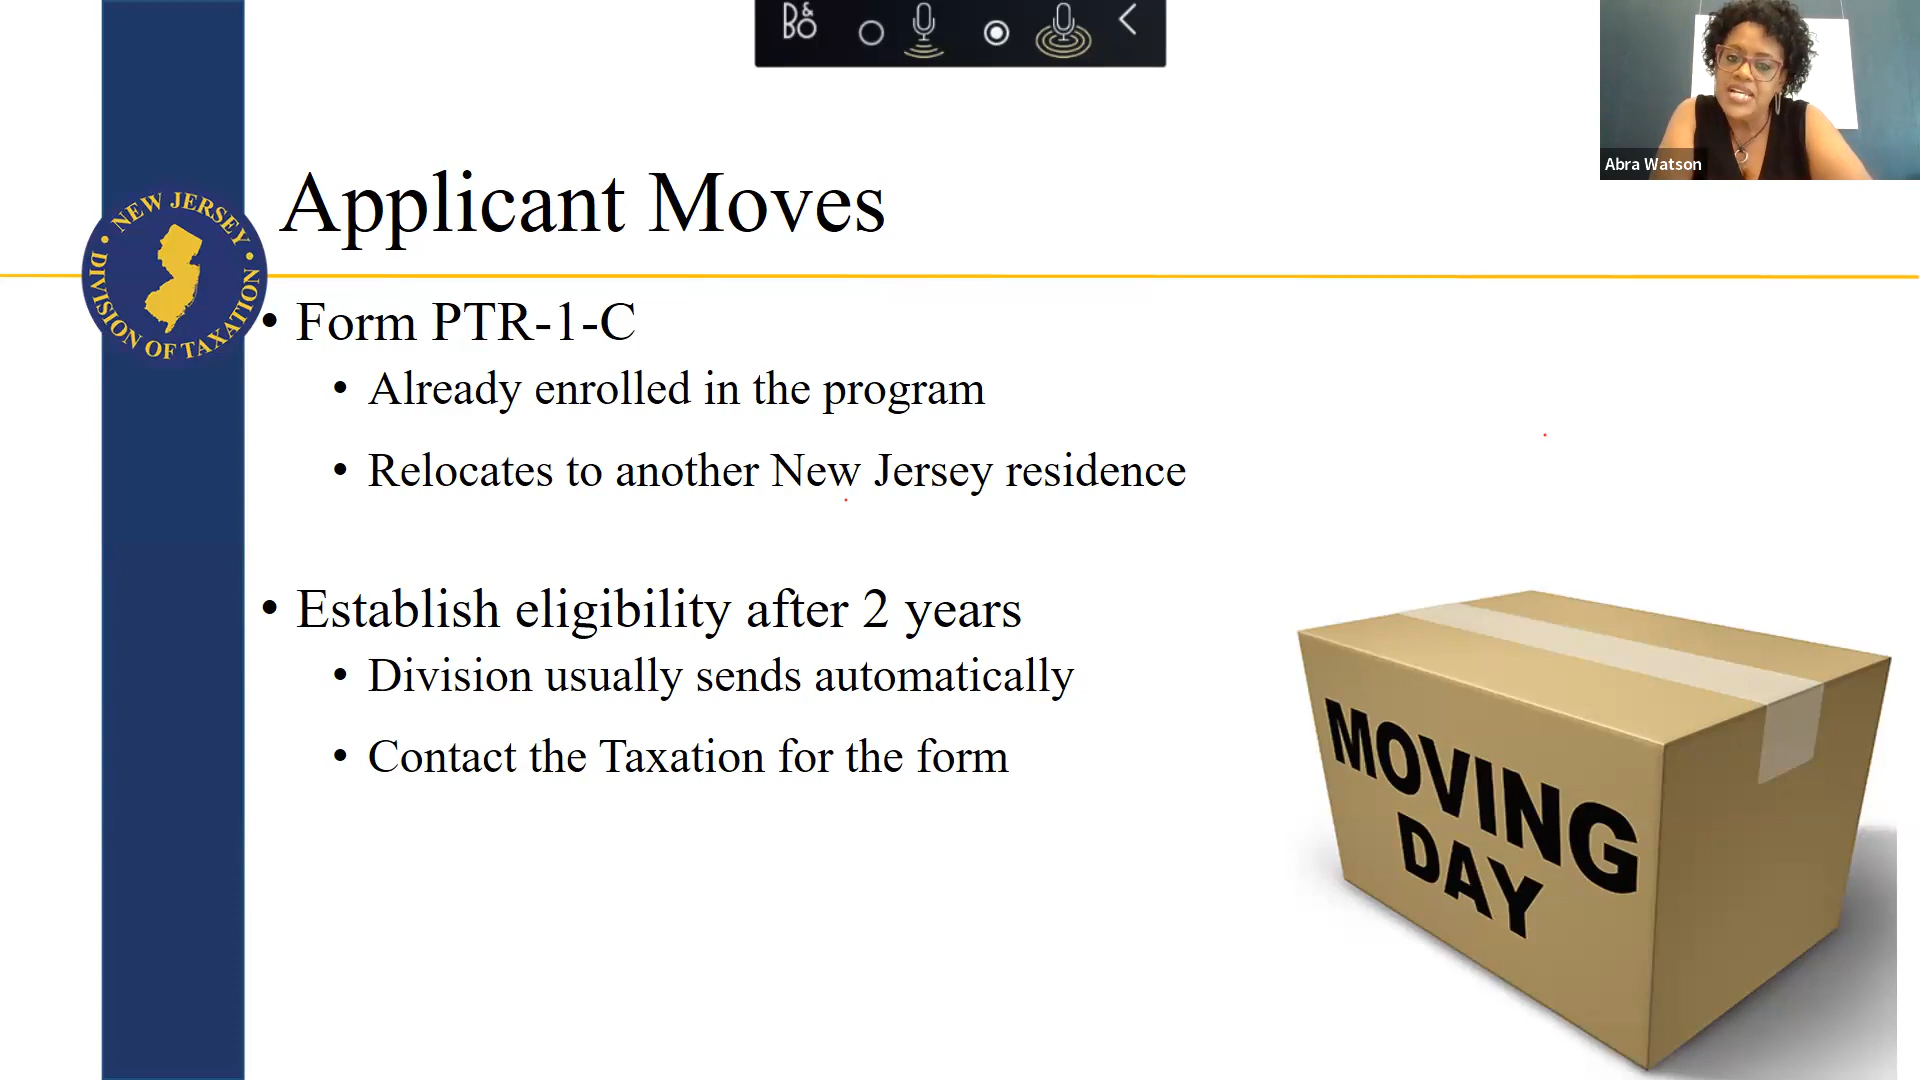 B&O
Abra Watson
Applicant Moves
NEW JERSEY
DIVISION OF TAXATION
• Form PTR-1-C
• Already enrolled in the program
• Relocates to another New Jersey residence
• Establish eligibility after 2 years
• Division usually sends automatically
• Contact the Taxation for the form
MOVING
DAY